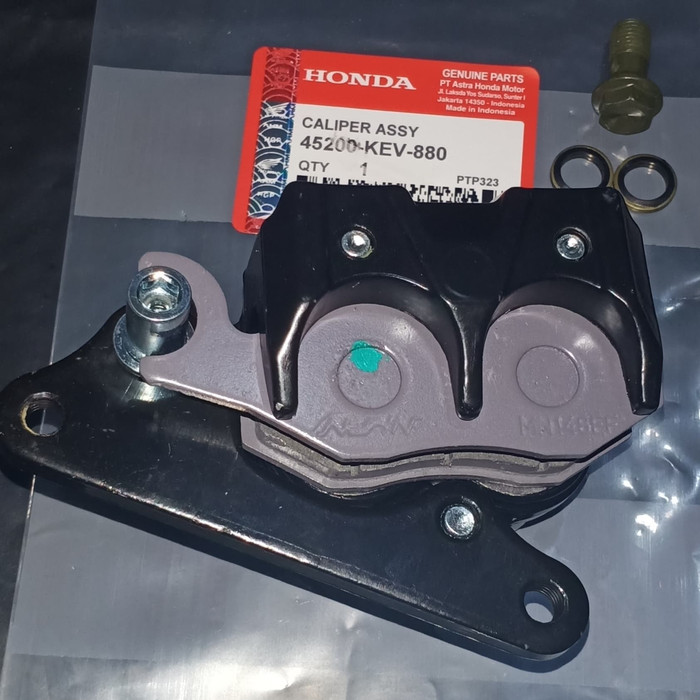 HONDA
GENUINE PARTS
PT Astra Honda Motor
Jl. Laksda Yos Sudarso, Sunter I
Jakarta 14350 - Indonesia
Made in Indonesia
CALIPER ASSY
45200-KEV-880
QTY 1
PTP323